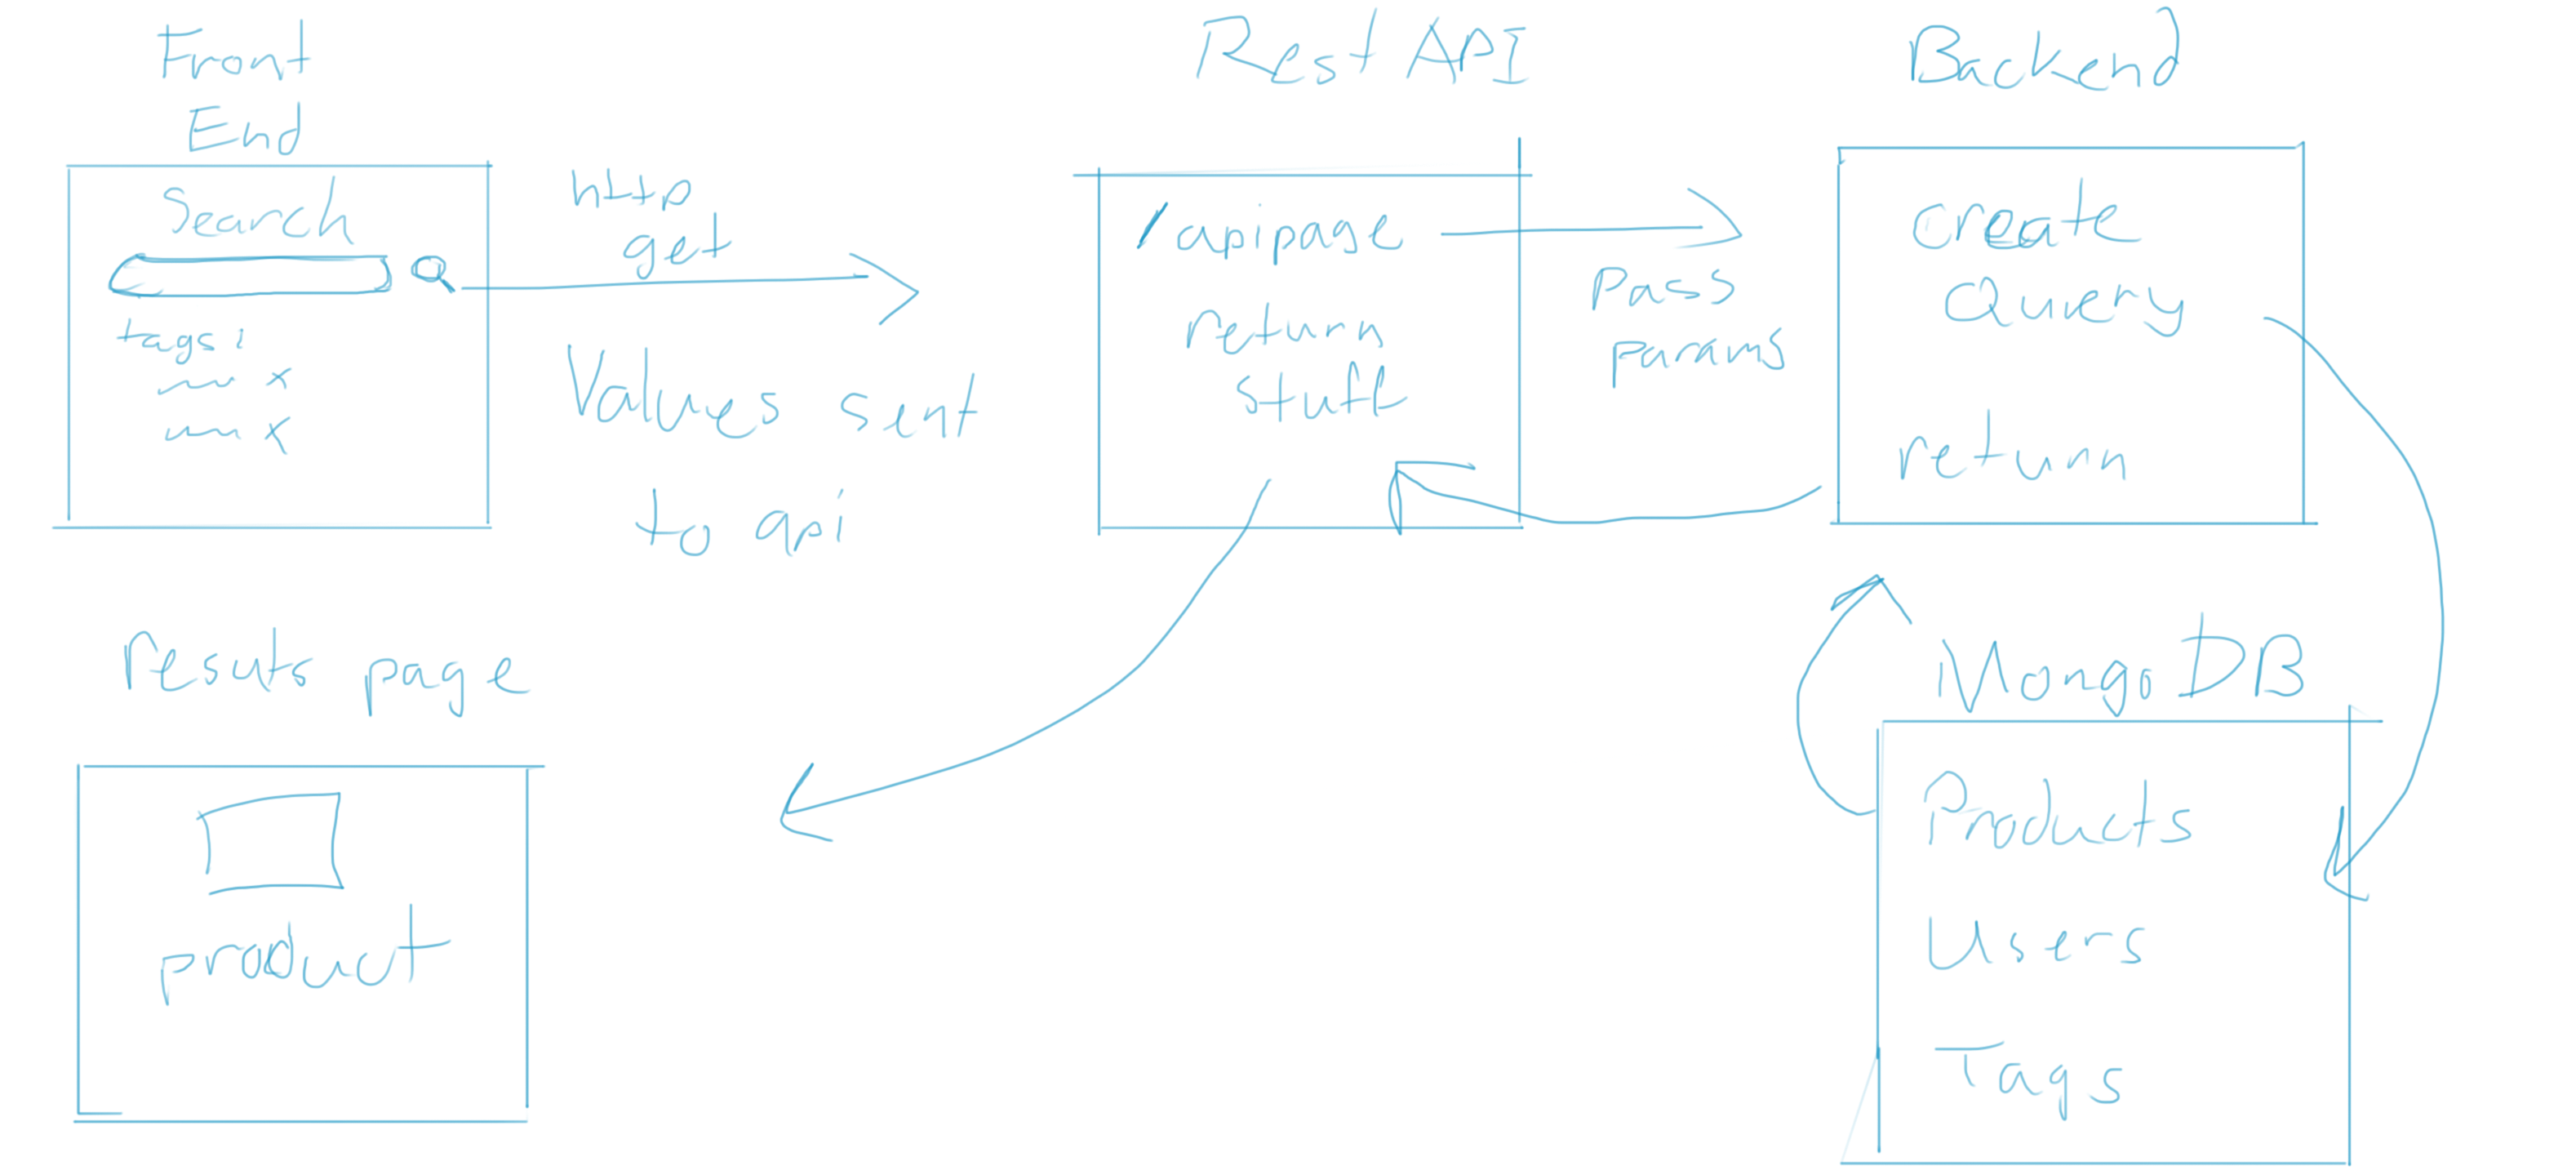 Front
End
Search
tags:
x
x
http
get
Values sent
to api
Rest API
/apipage
return
stuff
Pass
params
Backend
create
Query
return
resuts page
product
MongoDB
Products
Users
Tags